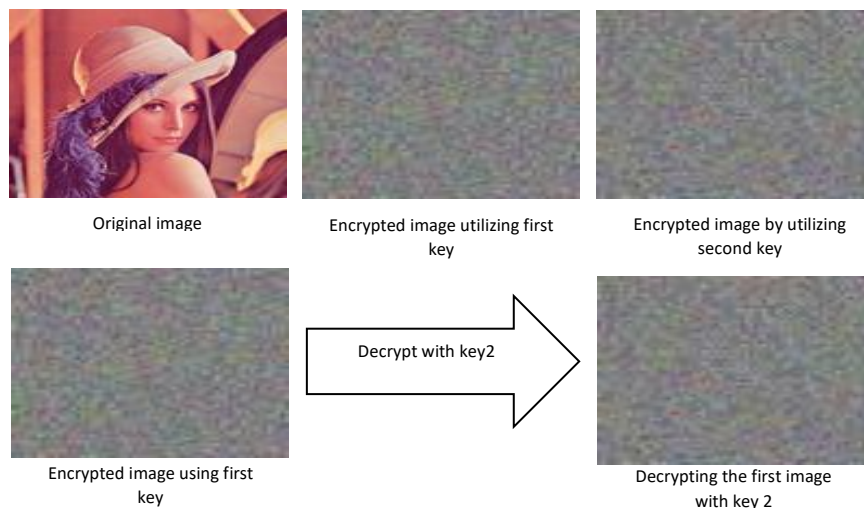 Original image
Encrypted image utilizing first
key
Encrypted image by utilizing
second key
Decrypt with key2
Encrypted image using first
key
Decrypting the first image
with key 2